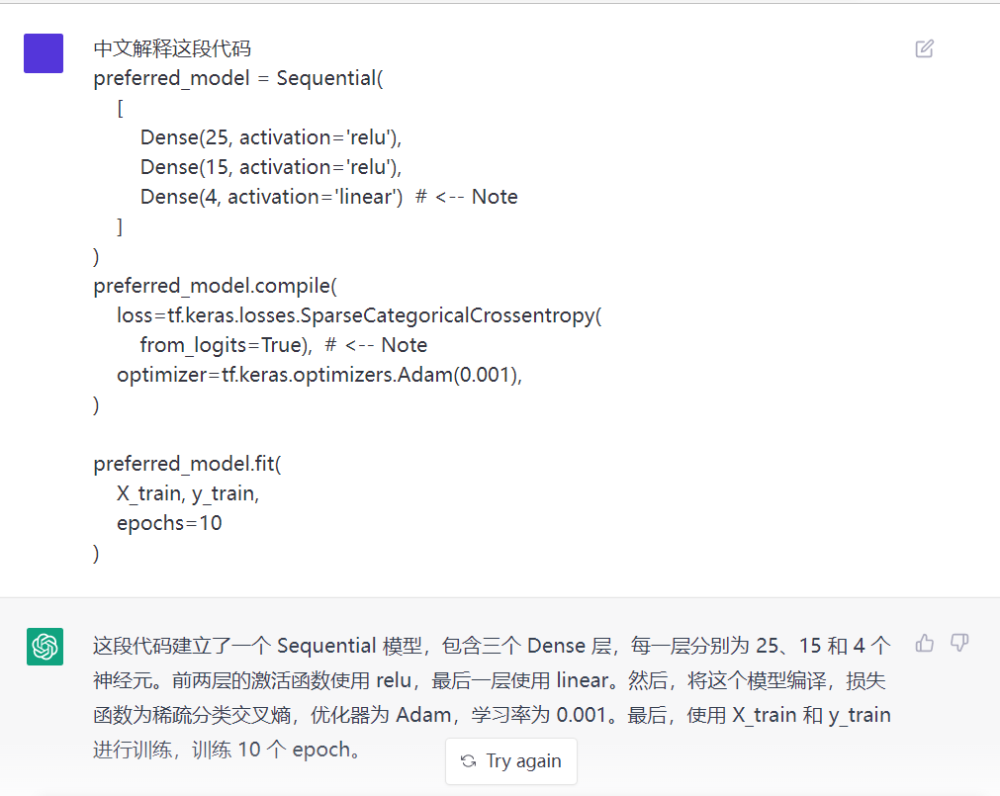 中文解释这段代码
preferred_model = Sequential(
[
Dense(25, activation='relu'),
Dense(15, activation='relu'),
Dense(4, activation='linear')  # <-- Note
]
)
preferred_model.compile(
loss=tf.keras.losses.SparseCategoricalCrossentropy(
from_logits=True),  # <-- Note
optimizer=tf.keras.optimizers.Adam(0.001),
)
preferred_model.fit(
X_train, y_train,
epochs=10
)
这段代码建立了一个 Sequential 模型，包含三个 Dense 层，每一层分别为 25、15 和 4 个
神经元。前两层的激活函数使用 relu，最后一层使用 linear。然后，将这个模型编译，损失
函数为稀疏分类交叉熵，优化器为 Adam，学习率为 0.001。最后，使用 X_train 和 y_train
进行训练，训练 10 个 epoch。
Try again